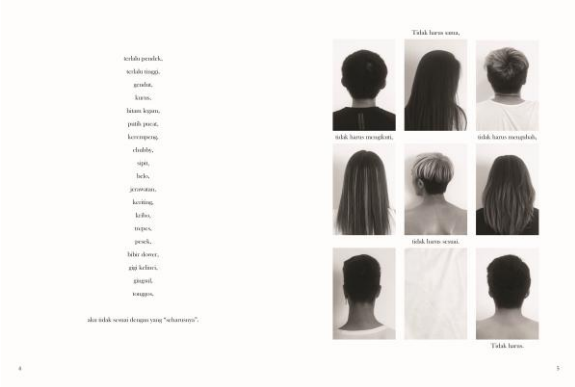 terlalu pendek,
terlalu tinggi,
gendut,
kurus,
hitam legam,
putih pucat,
kerempeng,
chubby,
sipit,
belo,
jerawatan,
keriting,
kribo,
trepes,
pesek,
bibir dower,
gigi kelinci,
gingsul,
tonggos,
aku tidak sesuai dengan yang “seharusnya”.
4
Tidak harus sama,
tidak harus mengikuti,
tidak harus mengubah,
tidak harus sesuai.
Tidak harus.
5